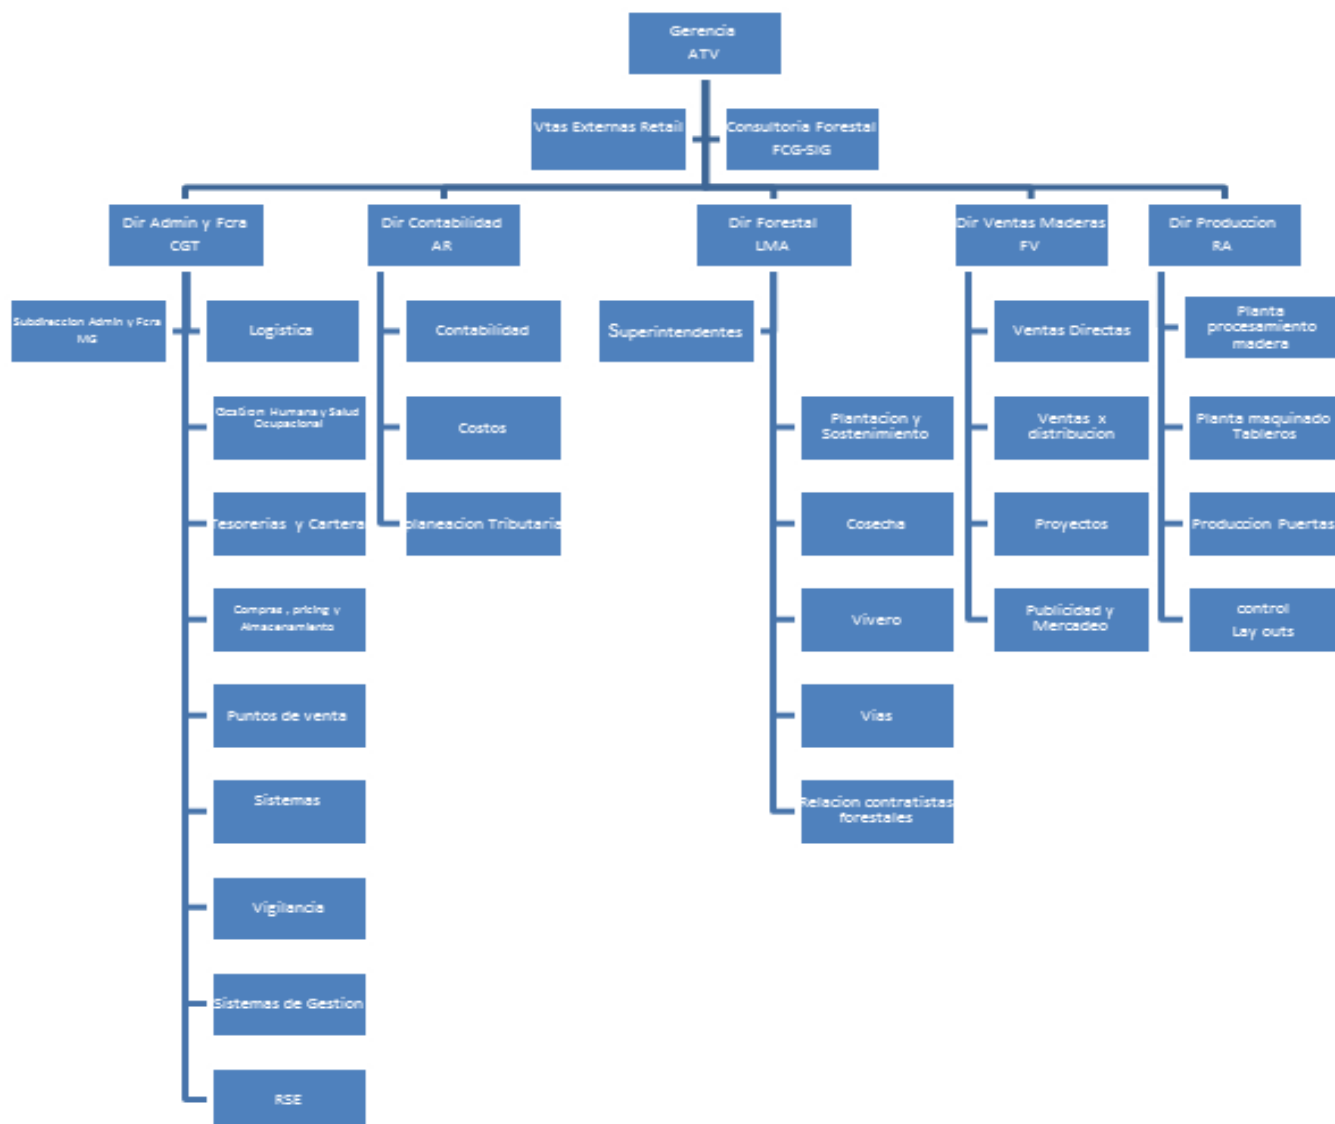 Gerencia
ATV
Vtas Externas Retail
Consultoria Forestal
FCG-SIG
Dir Admin y Fcra
CGT
Dir Contabilidad
AR
Dir Forestal
LMA
Dir Ventas Maderas
FV
Dir Produccion
RA
Subdireccion Admin y Fcra
MG
Logistica
Contabilidad
Superintendentes
Ventas Directas
Planta
procesamiento
madera
Gestion Humana y Salud
Ocupacional
Costos
Plantacion y
Sostenimiento
Ventas x
distribucion
Planta maquinado
Tableros
Tesorerias y Cartera
planeacion Tributaria
Cosecha
Proyectos
Produccion Puertas
Compras , pricing y
Almacenamiento
Vivero
Publicidad y
Mercadeo
control
Lay outs
Puntos de venta
Vias
Sistemas
Relacion contratistas
forestales
Vigilancia
Sistemas de Gestion
RSE